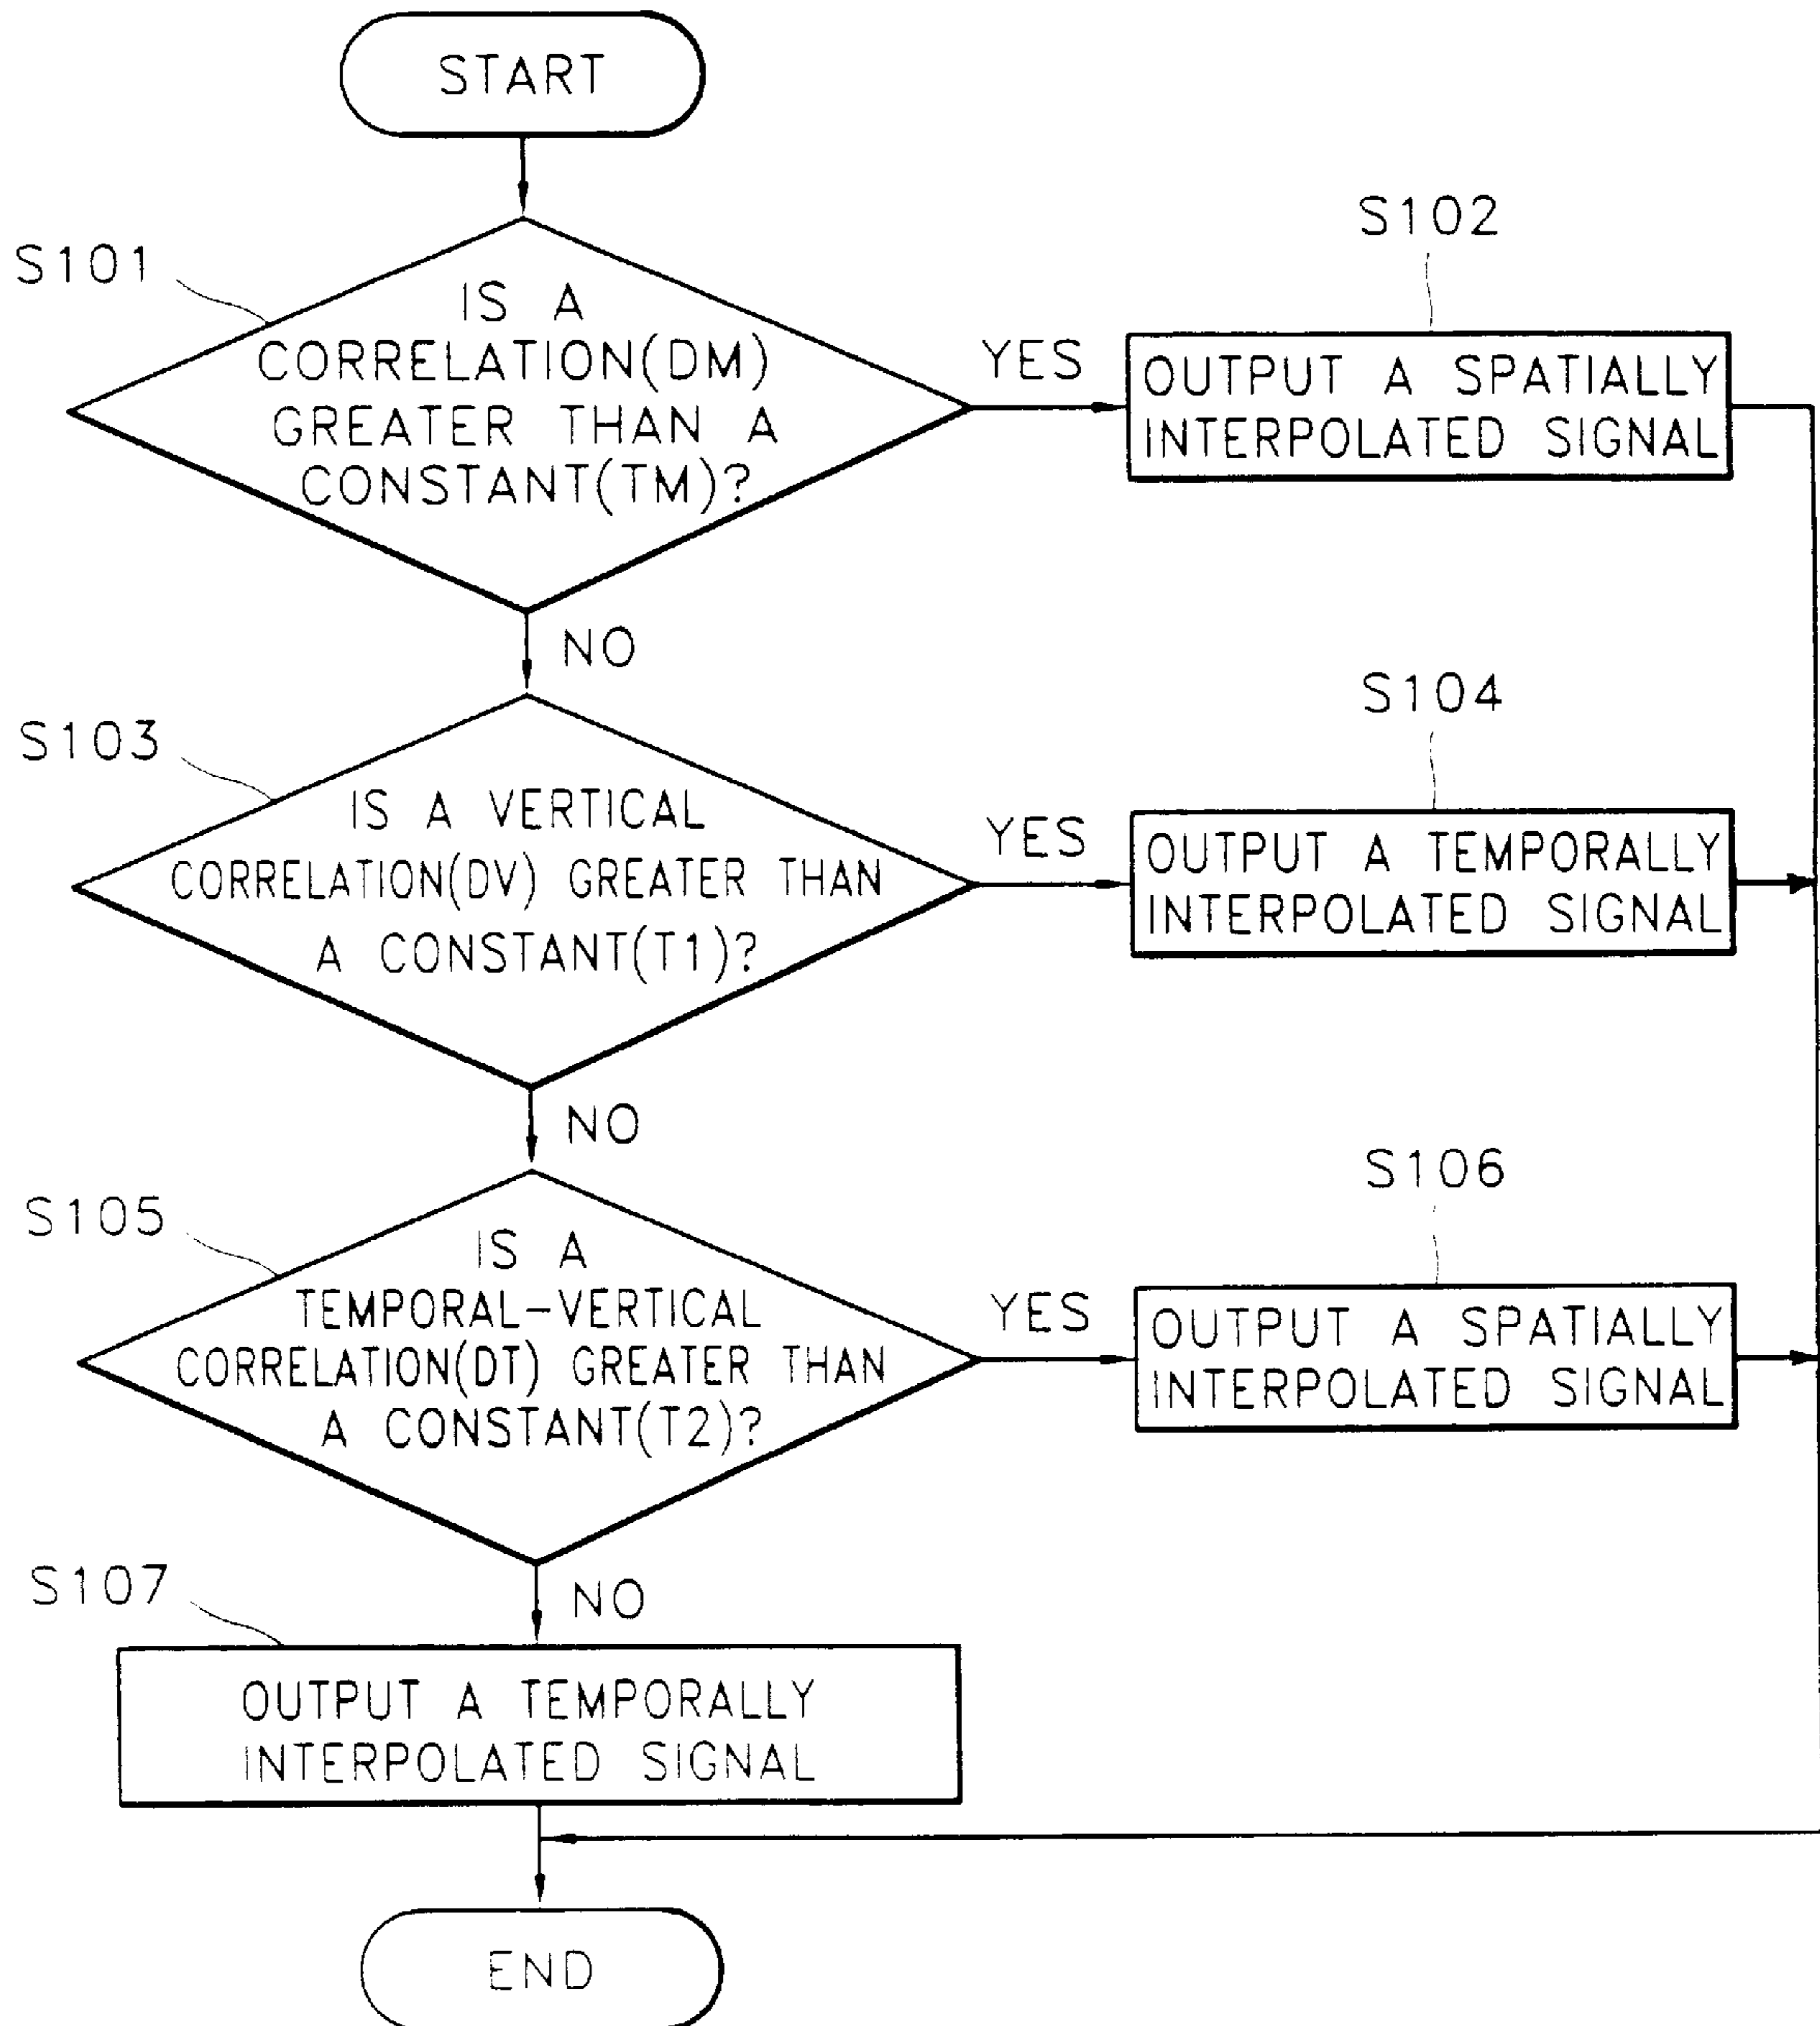 START
S101
IS A
CORRELATION(DM)
GREATER THAN A
CONSTANT(TM)?
YES
S102
OUTPUT A SPATIALLY
INTERPOLATED SIGNAL
NO
S103
IS A VERTICAL
CORRELATION(DV) GREATER THAN
A CONSTANT(T1)?
YES
S104
OUTPUT A TEMPORALLY
INTERPOLATED SIGNAL
NO
S105
IS A
TEMPORAL-VERTICAL
CORRELATION(DT) GREATER THAN
A CONSTANT(T2)?
YES
S106
OUTPUT A SPATIALLY
INTERPOLATED SIGNAL
NO
S107
OUTPUT A TEMPORALLY
INTERPOLATED SIGNAL
END